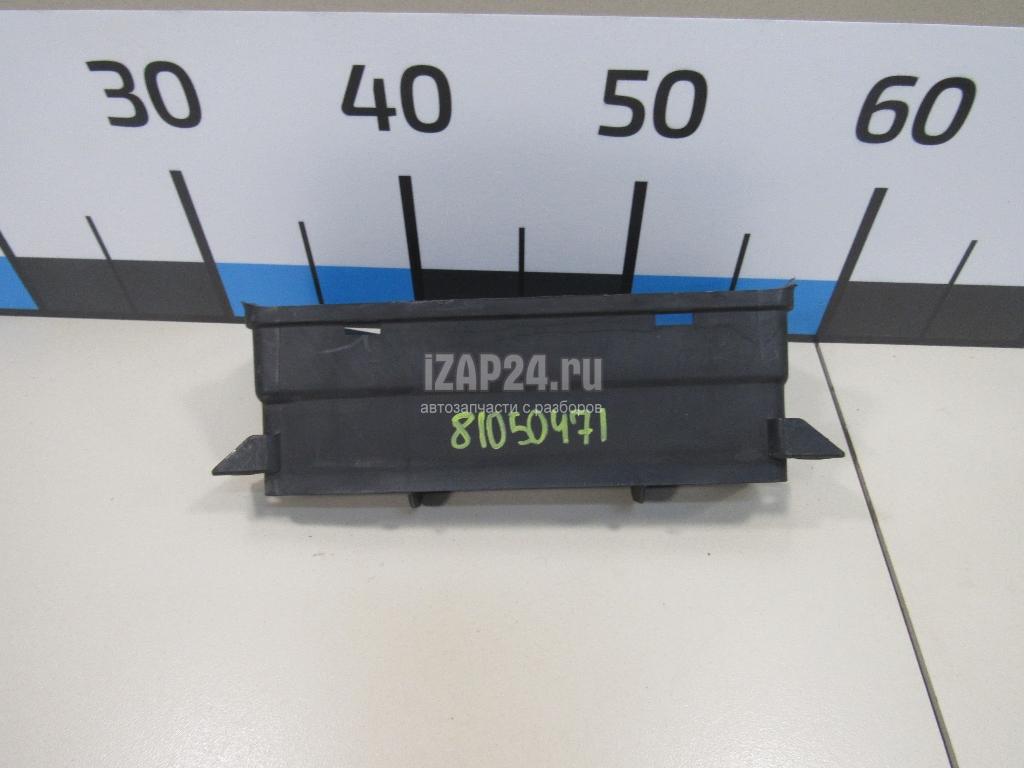 30 40 50 60
iZAP24.ru
автозапчасти с разборов
81050471